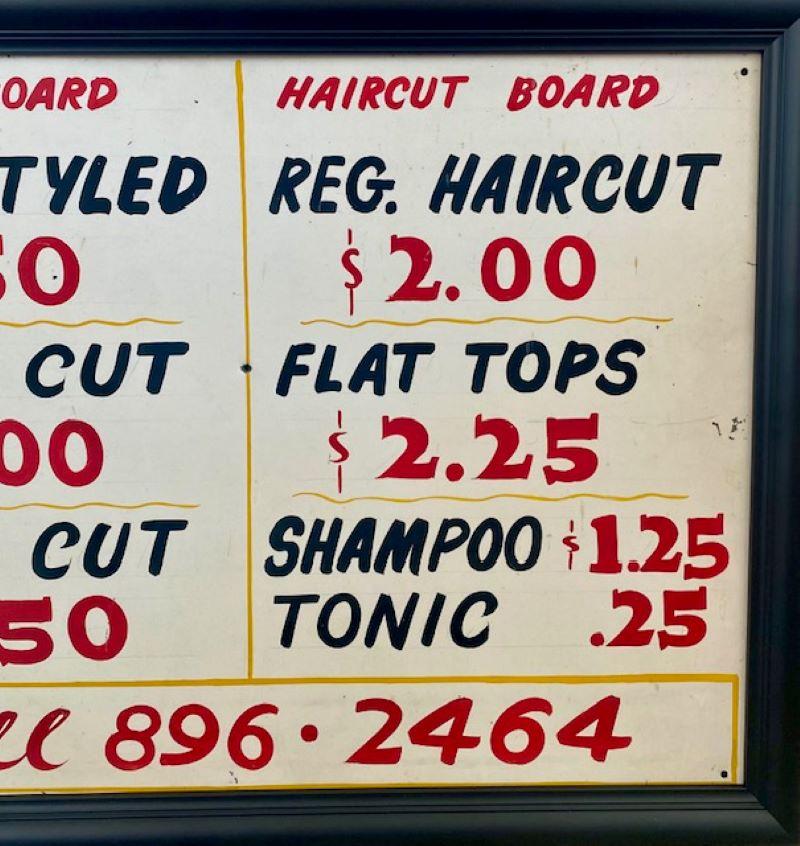 OARD
TYLED
50
CUT
00
CUT
50
HAIRCUT BOARD
REG. HAIRCUT
$2.00
FLAT TOPS
$2.25
SHAMPOO $1.25
TONIC .25
ll 896·2464